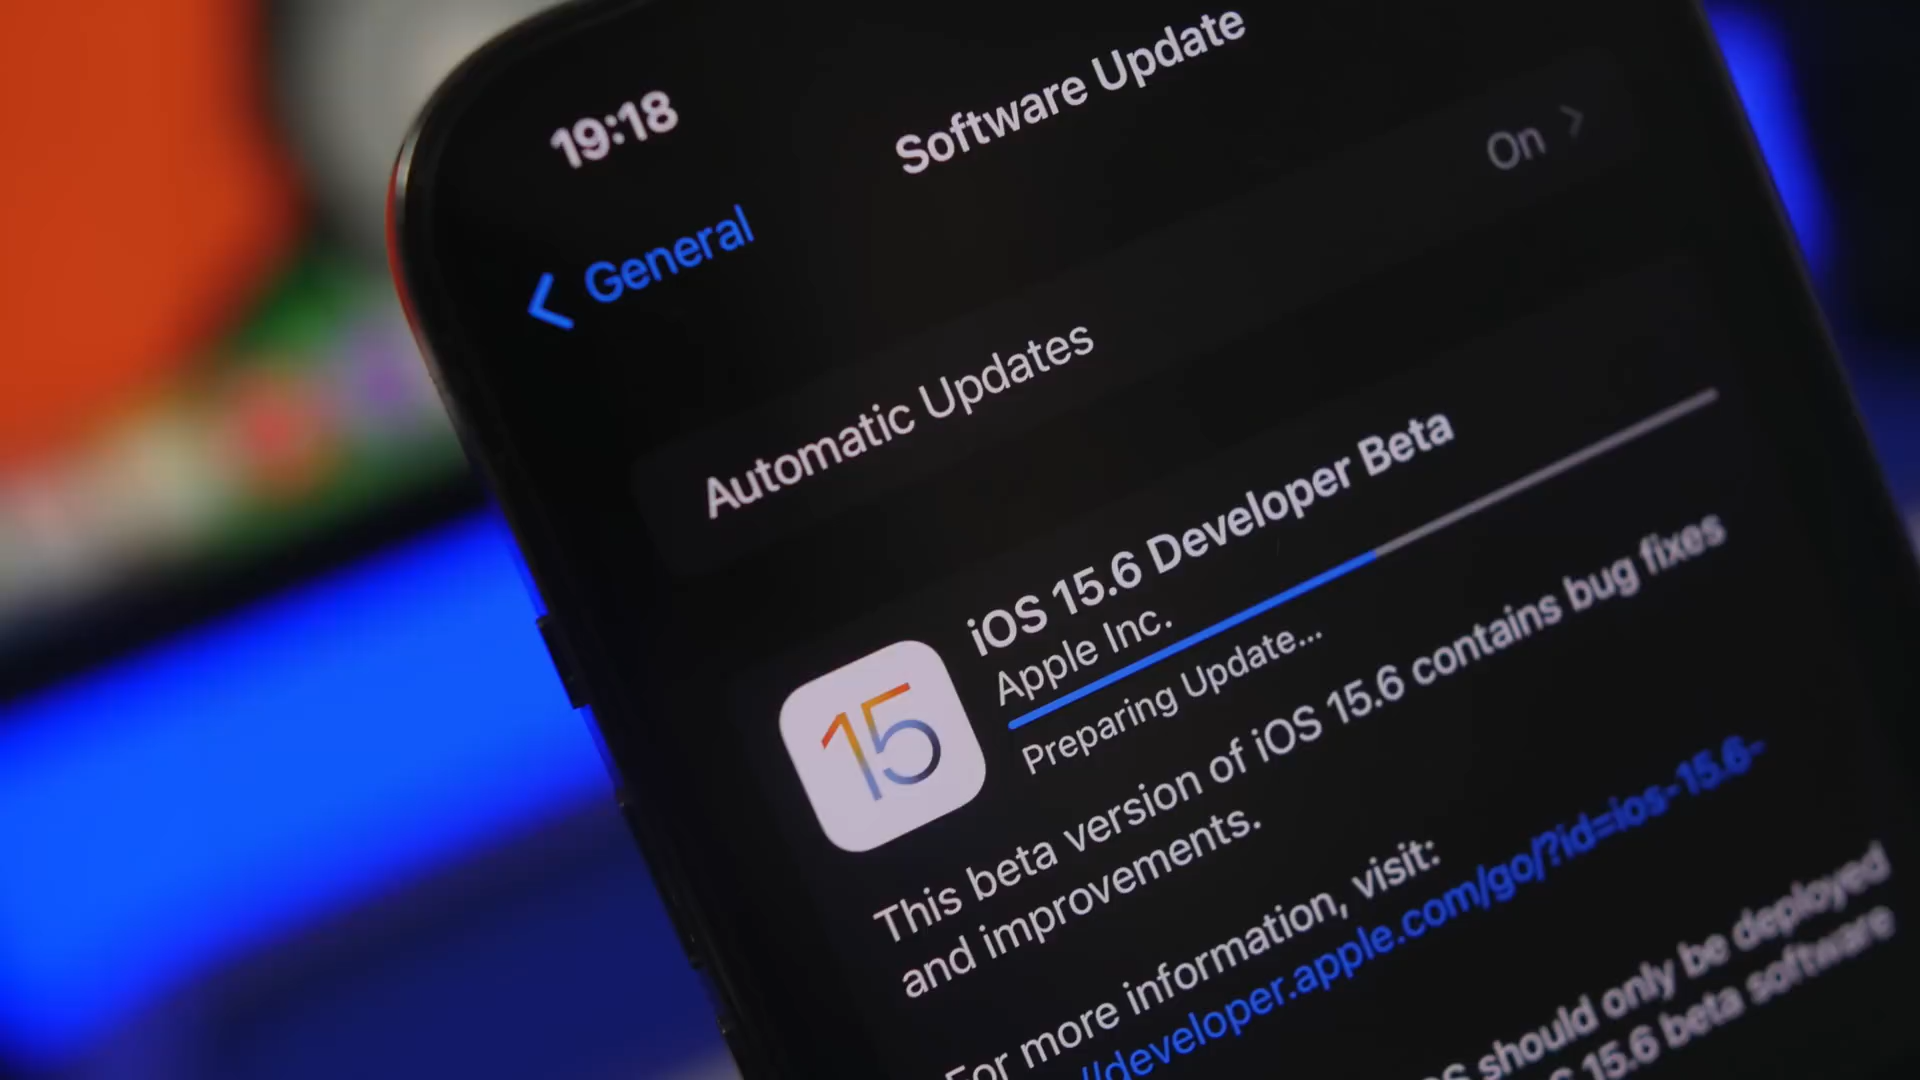 19:18
Software Update
General
Automatic Updates
On
iOS 15.6 Developer Beta
Apple Inc.
Preparing Update...
15
This beta version of iOS 15.6 contains bug fixes
and improvements.
For more information, visit:
//developer.apple.com/go/?id=ios-15.6-
should only be deployed
15.6 beta software